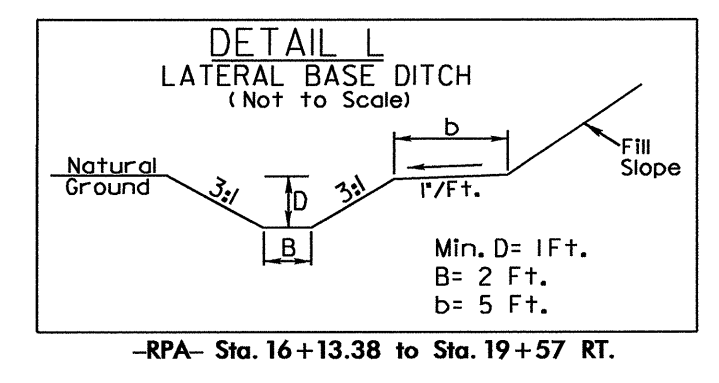 DETAIL L
LATERAL BASE DITCH
(Not to Scale)
b
Natural
Ground
3:1
D
3:1
1"/Ft.
Fill
Slope
B
Min. D= 1Ft.
B= 2 Ft.
b= 5 Ft.
-RPA- Sta. 16+13.38 to Sta. 19+57 RT.